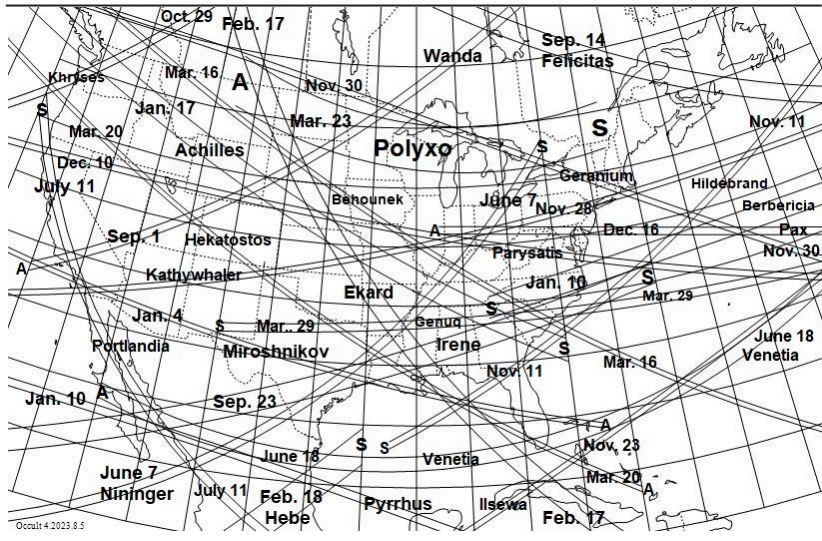 Oct. 29
Feb. 17
Sep. 14
Wanda
Felicitas
Khryses
Mar. 16
A
Nov. 30
S
Jan. 17
Mar. 23
S
Nov. 11
Mar. 20
Achilles
Polyxo
S
Dec. 10
July 11
Geranium
Hildebrand
Behounek
June 7
Nov. 28
Berbericia
Sep. 1
Hekatostos
A
Dec. 16
Pax
Parysatis
Nov. 30
A
Kathywhaler
Jan. 10
S
Ekard
Mar. 29
Jan. 4
S
S
Mar.. 29
Genuq
Portlandia
Miroshnikov
Irene
S
June 18
Venetia
Nov. 11
Mar. 16
Jan. 10
A
Sep. 23
A
S
S
Nov. 23
June 18
Venetia
June 7
Mar. 20
Nininger
July 11
Feb. 18
Pyrrhus
Ilsewa
A
Hebe
Feb. 17
Occult 4.2023.8.5